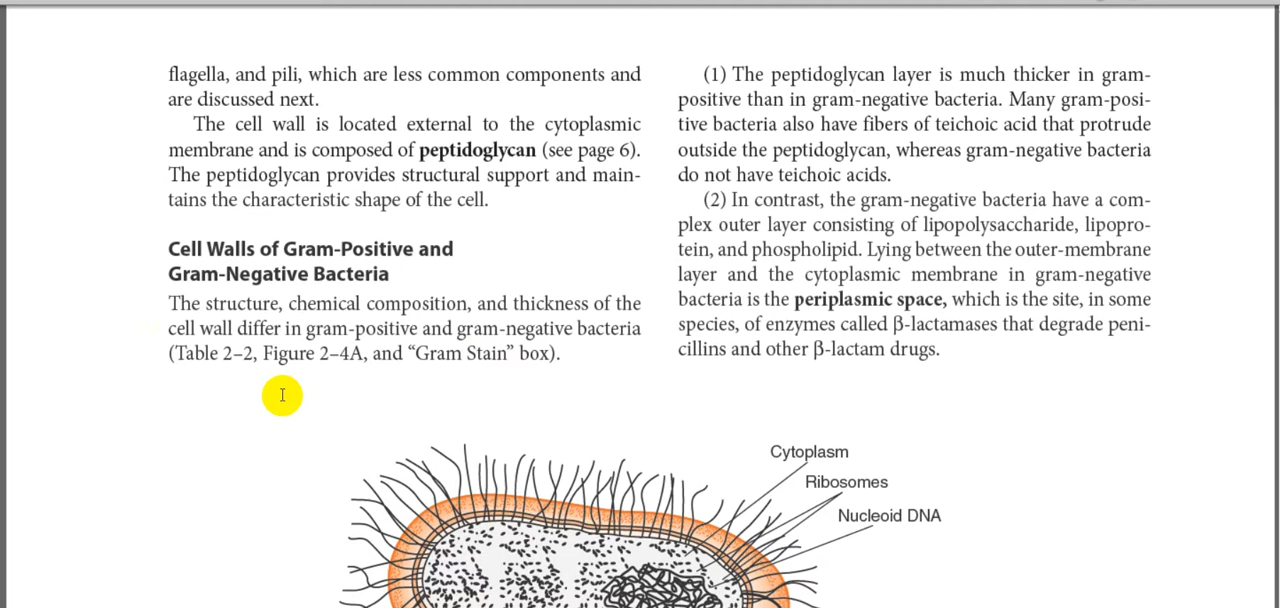 flagella, and pili, which are less common components and
are discussed next.
The cell wall is located external to the cytoplasmic
membrane and is composed of peptidoglycan (see page 6).
The peptidoglycan provides structural support and main-
tains the characteristic shape of the cell.
Cell Walls of Gram-Positive and
Gram-Negative Bacteria
The structure, chemical composition, and thickness of the
cell wall differ in gram-positive and gram-negative bacteria
(Table 2–2, Figure 2–4A, and “Gram Stain” box).
(1) The peptidoglycan layer is much thicker in gram-
positive than in gram-negative bacteria. Many gram-posi-
tive bacteria also have fibers of teichoic acid that protrude
outside the peptidoglycan, whereas gram-negative bacteria
do not have teichoic acids.
(2) In contrast, the gram-negative bacteria have a com-
plex outer layer consisting of lipopolysaccharide, lipopro-
tein, and phospholipid. Lying between the outer-membrane
layer and the cytoplasmic membrane in gram-negative
bacteria is the periplasmic space, which is the site, in some
species, of enzymes called β-lactamases that degrade peni-
cillins and other β-lactam drugs.
Cytoplasm
Ribosomes
Nucleoid DNA